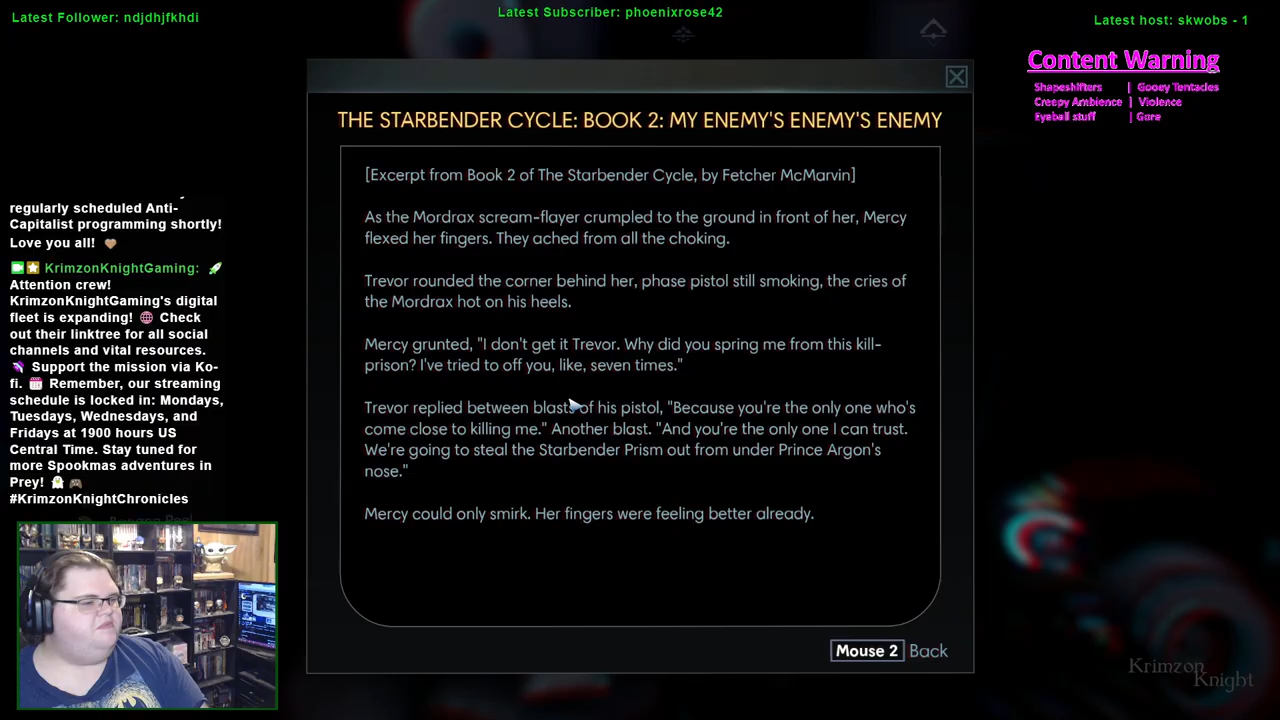 Latest Follower: ndjdhjfkhdi
Latest Subscriber: phoenixrose42
Latest host: skwobs - 1
Content Warning
Shapeshifters | Gooey Tentacles
Creepy Ambience | Violence
Eyeball stuff | Gore
THE STARBENDER CYCLE: BOOK 2: MY ENEMY'S ENEMY'S ENEMY
[Excerpt from Book 2 of The Starbender Cycle, by Fetcher McMarvin]
As the Mordrax scream-flayer crumpled to the ground in front of her, Mercy
flexed her fingers. They ached from all the choking.
Trevor rounded the corner behind her, phase pistol still smoking, the cries of
the Mordrax hot on his heels.
Mercy grunted, "I don't get it Trevor. Why did you spring me from this kill-
prison? I've tried to off you, like, seven times."
Trevor replied between blasts of his pistol, "Because you're the only one who's
come close to killing me." Another blast. "And you're the only one I can trust.
We're going to steal the Starbender Prism out from under Prince Argon's
nose."
Mercy could only smirk. Her fingers were feeling better already.
Mouse 2 Back
regularly scheduled Anti-
Capitalist programming shortly!
Love you all!
KrimzonKnightGaming:
Attention crew!
KrimzonKnightGaming's digital
fleet is expanding! Check
out their linktree for all social
channels and vital resources.
Support the mission via Ko-
fi. Remember, our streaming
schedule is locked in: Mondays,
Tuesdays, Wednesdays, and
Fridays at 1900 hours US
Central Time. Stay tuned for
more Spookmas adventures in
Prey!
#KrimzonKnightChronicles
Krimzon
Knight